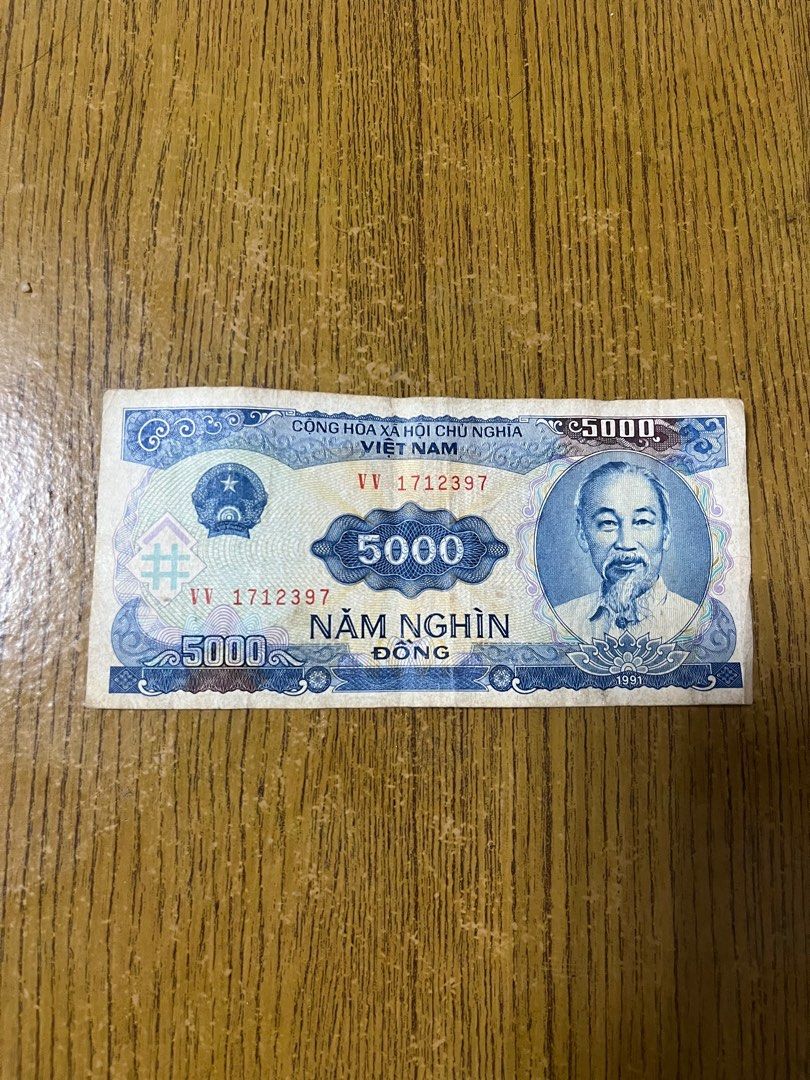 CỘNG HÒA XÃ HỘI CHỦ NGHĨA
VIỆT NAM
5000
VV 1712397
5000
VV 1712397
NĂM NGHÌN
ĐỒNG
5000
1991